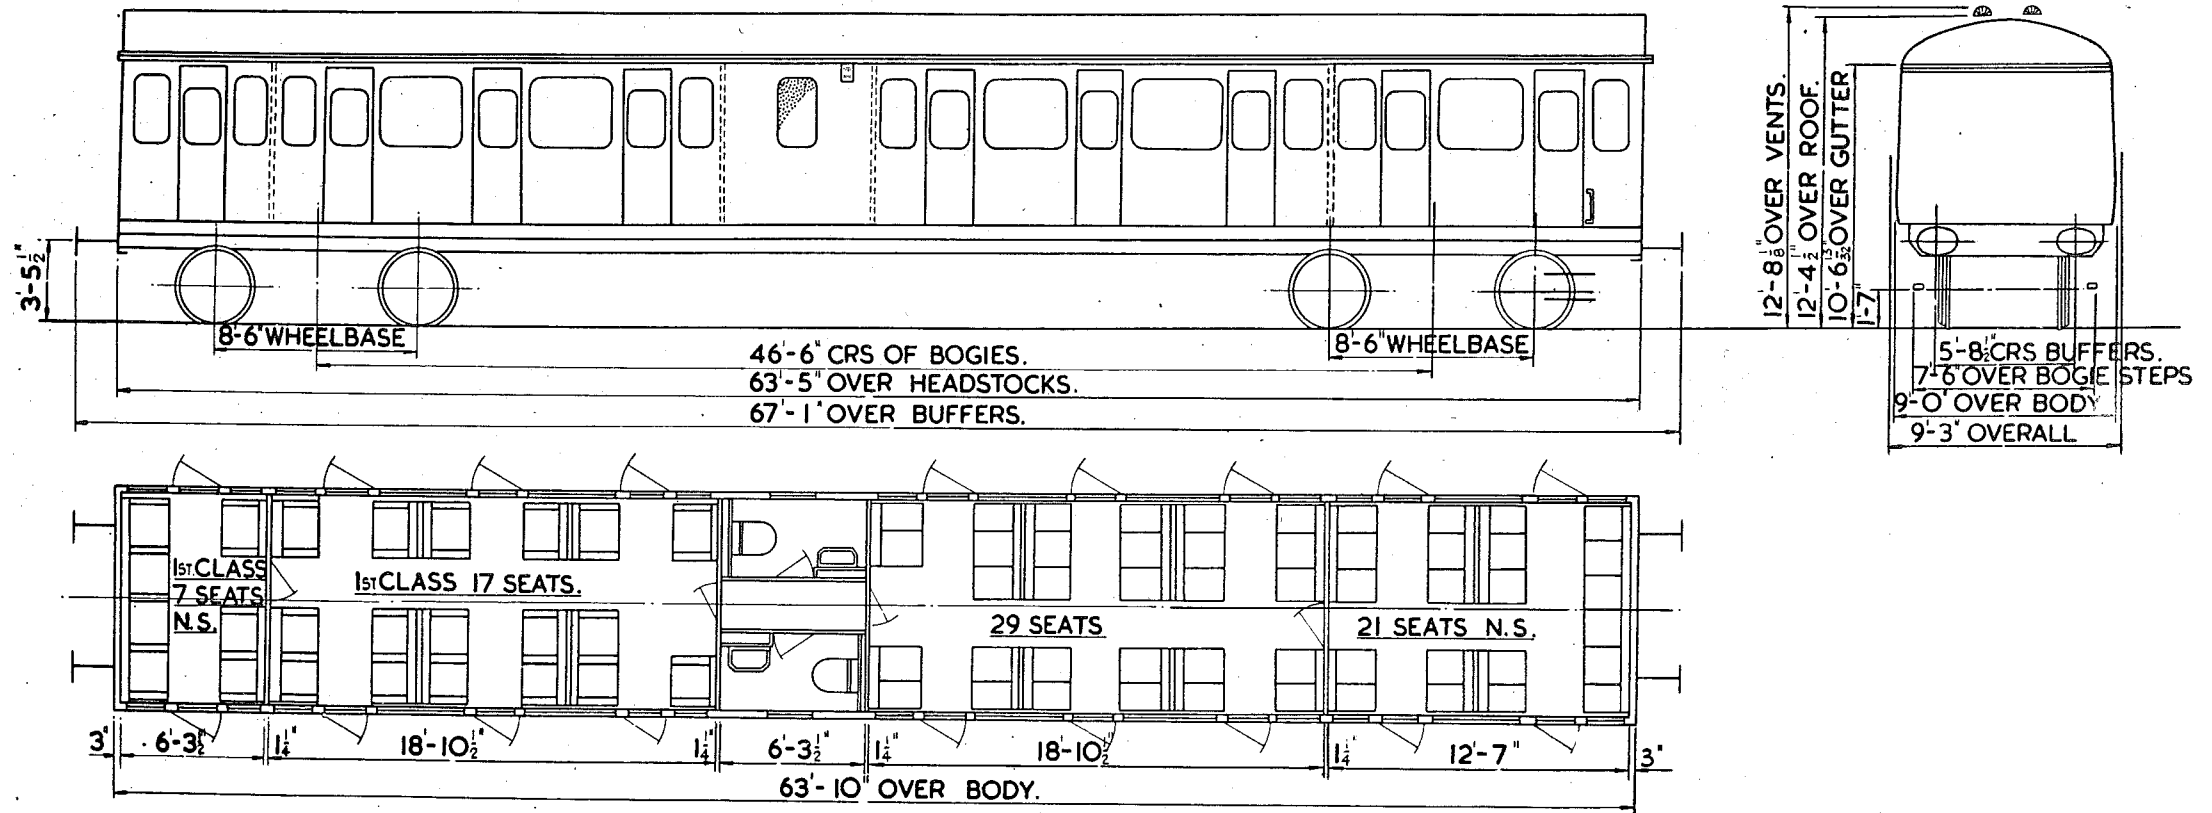 3'-5½"
8'-6" WHEELBASE
8'-6" WHEELBASE
46'-6" CRS OF BOGIES.
63'-5" OVER HEADSTOCKS.
67'-1" OVER BUFFERS.
12'-8⅛" OVER VENTS.
12'-4½" OVER ROOF.
10'-6 13/32" OVER GUTTER
1'-7"
5'-8½" CRS BUFFERS.
7'-6" OVER BOGIE STEPS
9'-0" OVER BODY
9'-3" OVERALL
1ST. CLASS
7 SEATS
N.S.
1ST CLASS 17 SEATS.
29 SEATS
21 SEATS N.S.
3" 6'-3½" 1¼" 18'-10½" 1¼" 6'-3½" 1¼" 18'-10½" 1¼" 12'-7" 3"
63'-10" OVER BODY.